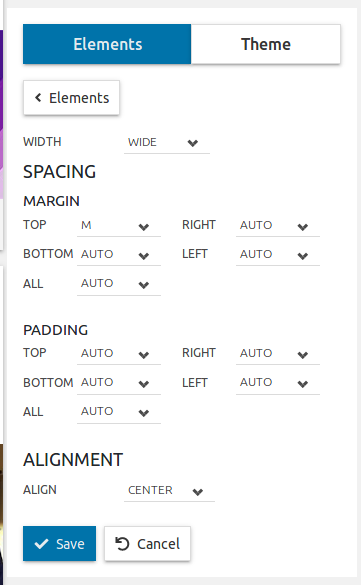 Elements Theme
Elements
WIDTH WIDE
SPACING
MARGIN
TOP M RIGHT AUTO
BOTTOM AUTO LEFT AUTO
ALL AUTO
PADDING
TOP AUTO RIGHT AUTO
BOTTOM AUTO LEFT AUTO
ALL AUTO
ALIGNMENT
ALIGN CENTER
Save Cancel